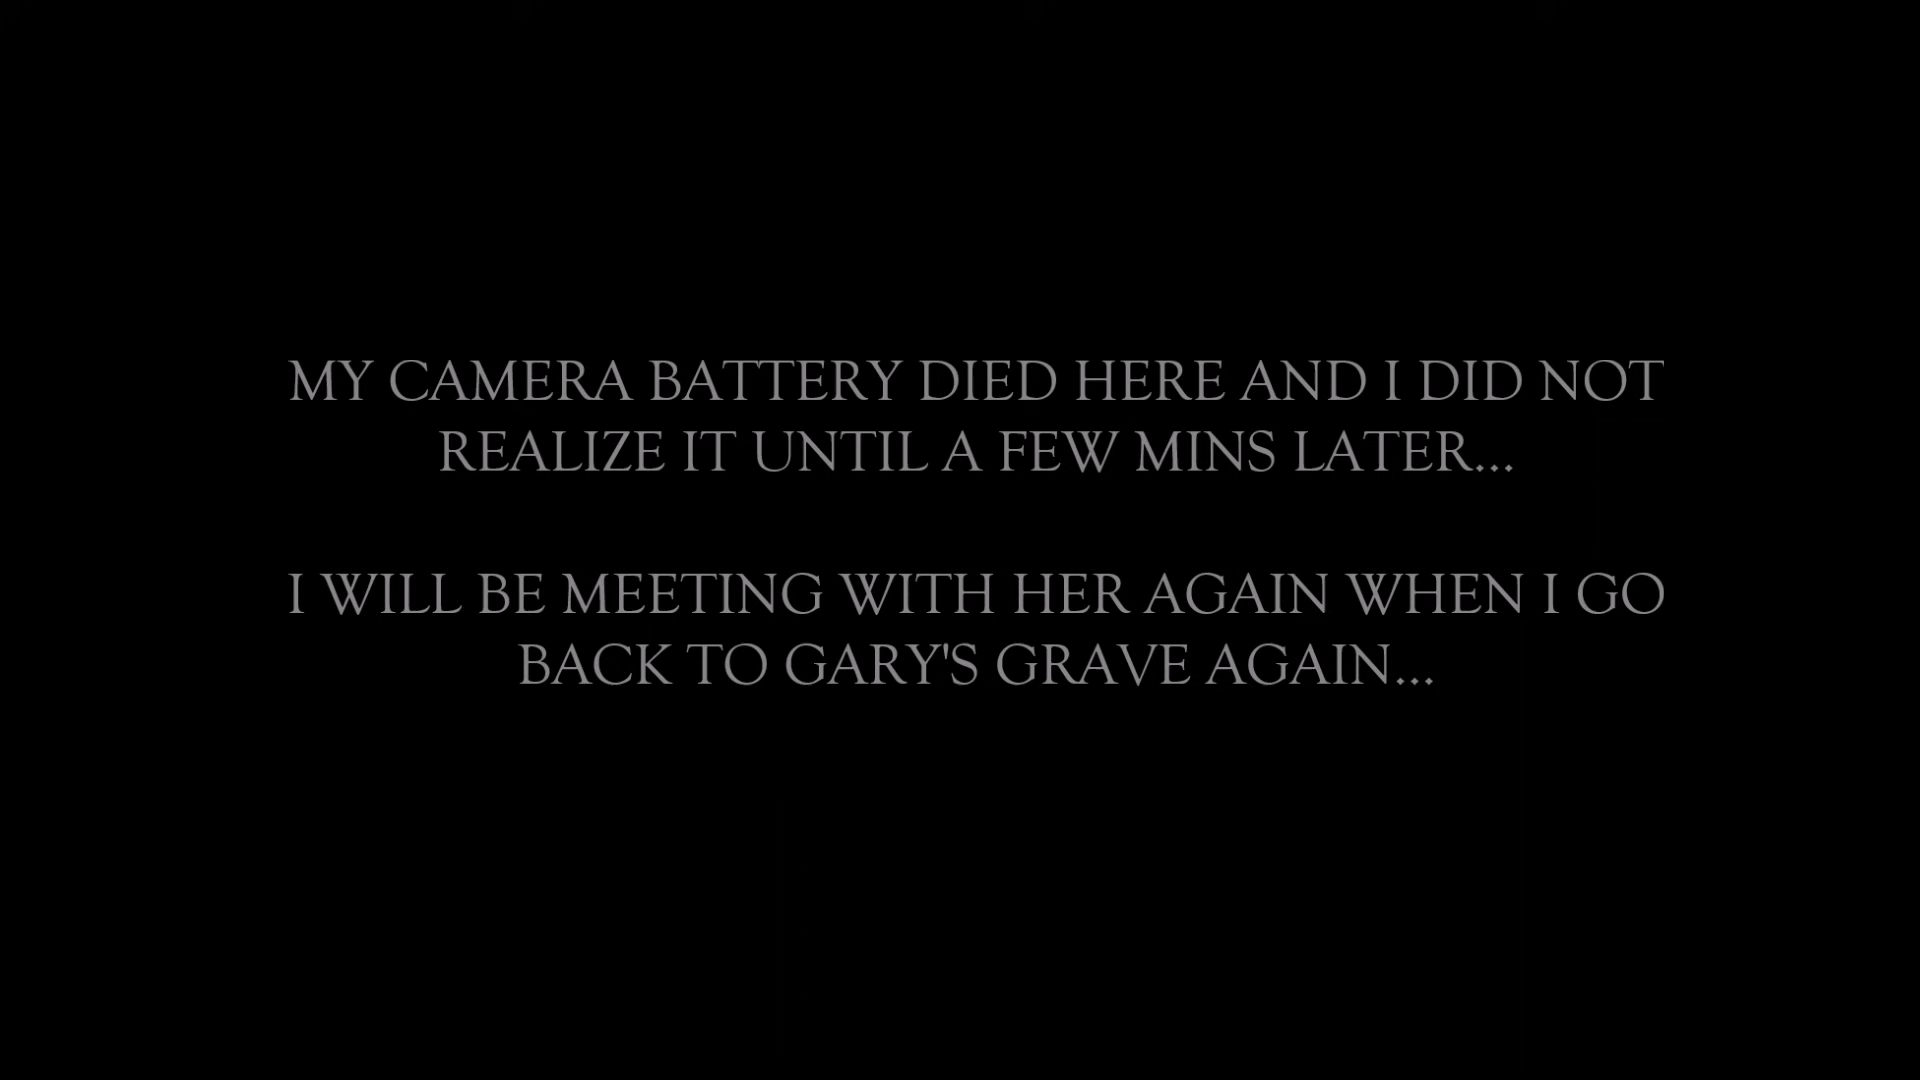 MY CAMERA BATTERY DIED HERE AND I DID NOT
REALIZE IT UNTIL A FEW MINS LATER...
I WILL BE MEETING WITH HER AGAIN WHEN I GO
BACK TO GARY'S GRAVE AGAIN...